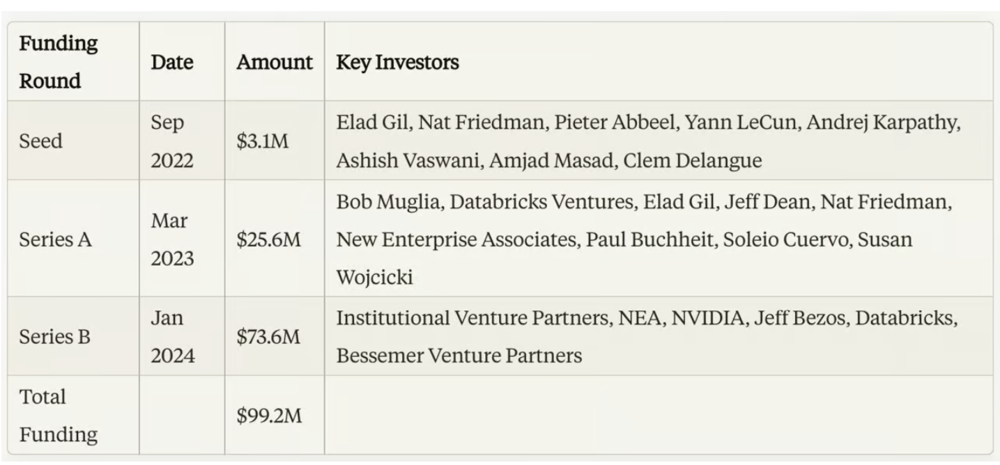 Funding
Round
Date
Amount
Key Investors
Seed
Sep
2022
$3.1M
Elad Gil, Nat Friedman, Pieter Abbeel, Yann LeCun, Andrej Karpathy,
Ashish Vaswani, Amjad Masad, Clem Delangue
Series A
Mar
2023
$25.6M
Bob Muglia, Databricks Ventures, Elad Gil, Jeff Dean, Nat Friedman,
New Enterprise Associates, Paul Buchheit, Soleio Cuervo, Susan
Wojcicki
Series B
Jan
2024
$73.6M
Institutional Venture Partners, NEA, NVIDIA, Jeff Bezos, Databricks,
Bessemer Venture Partners
Total
Funding
$99.2M